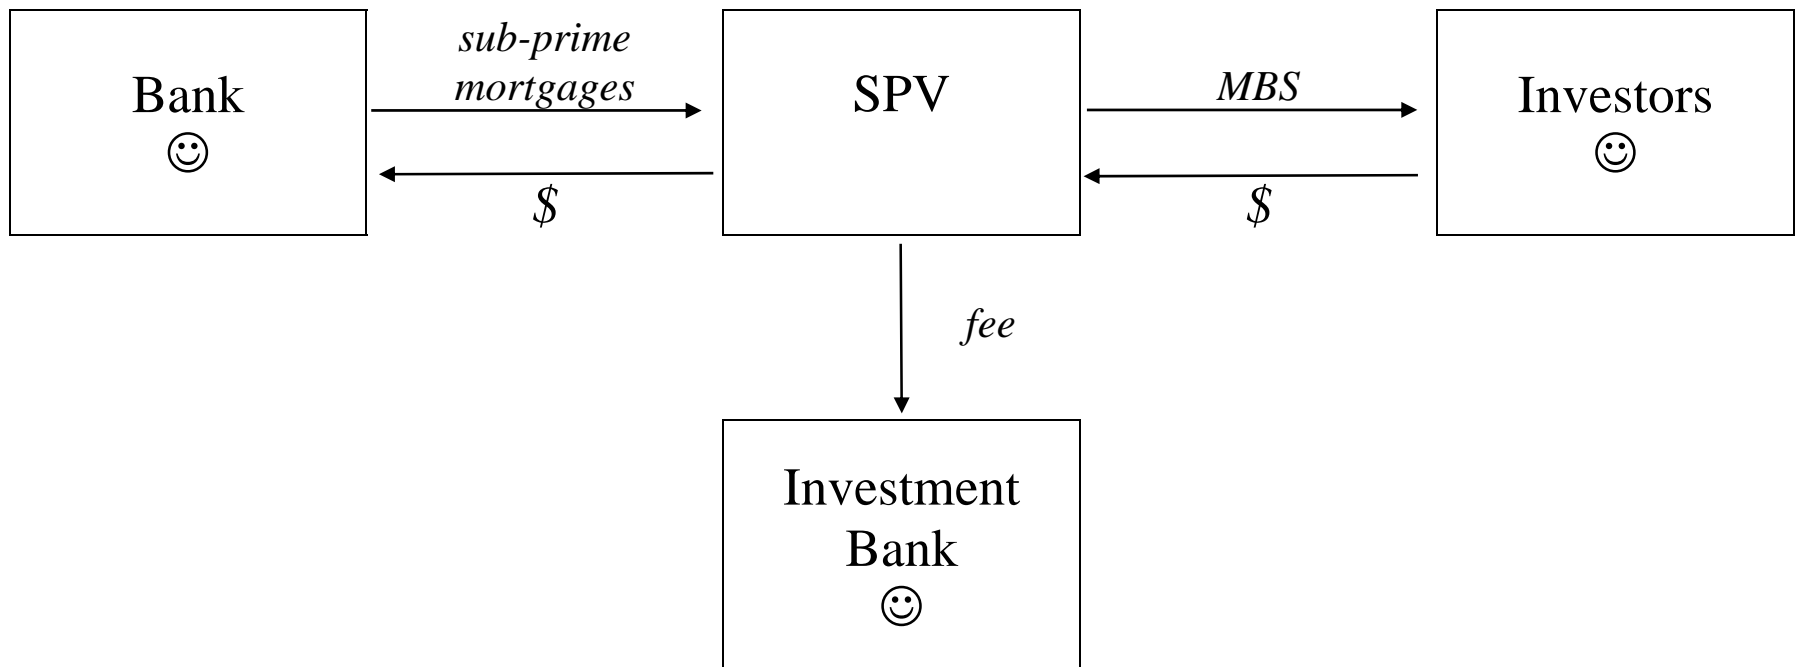 Bank
☺
sub-prime
mortgages
$
SPV
MBS
$
Investors
☺
fee
Investment
Bank
☺